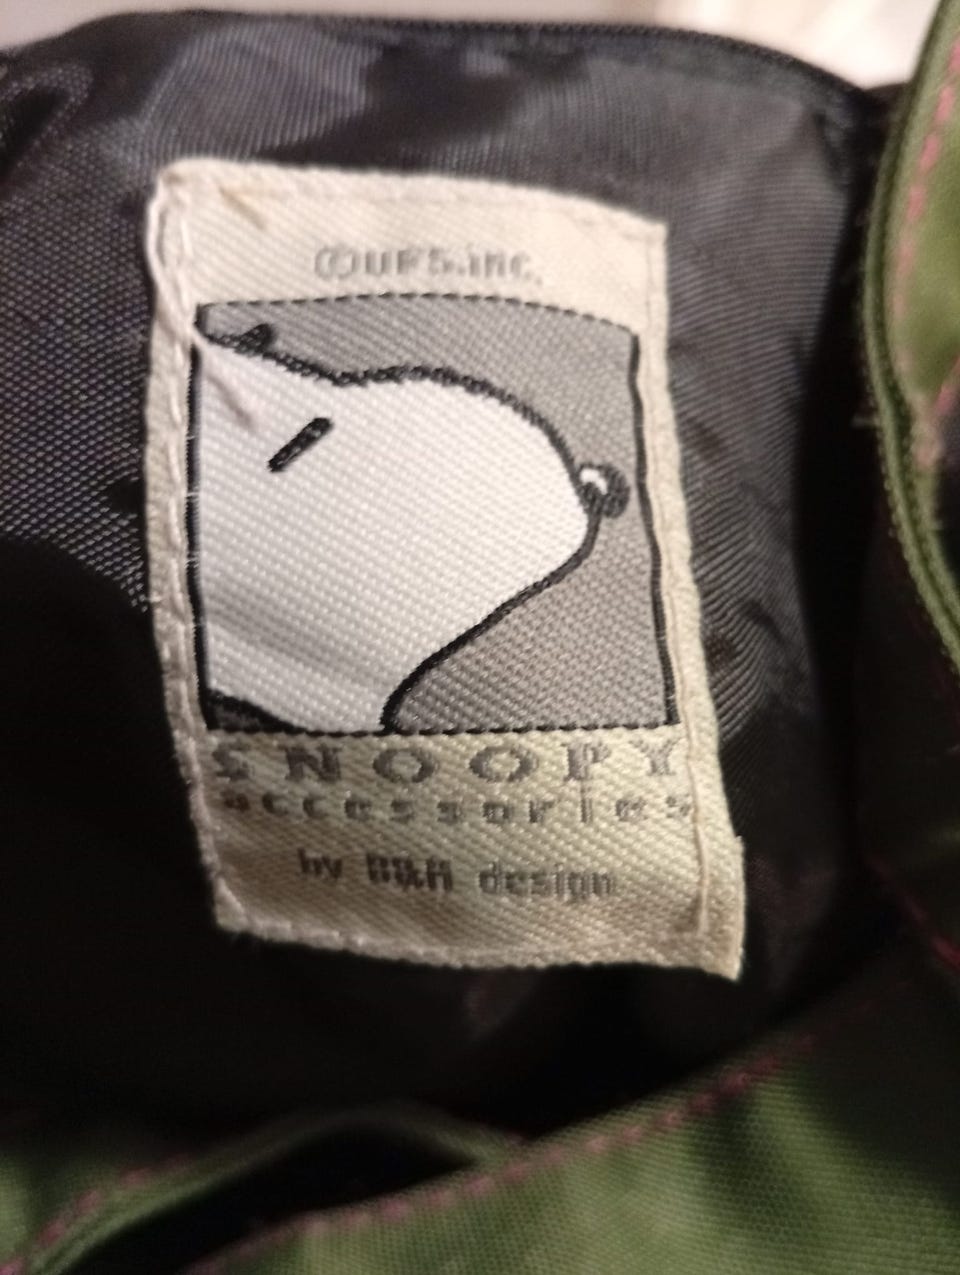 ©UFS.inc.
SNOOPY
accessories
by B&H design